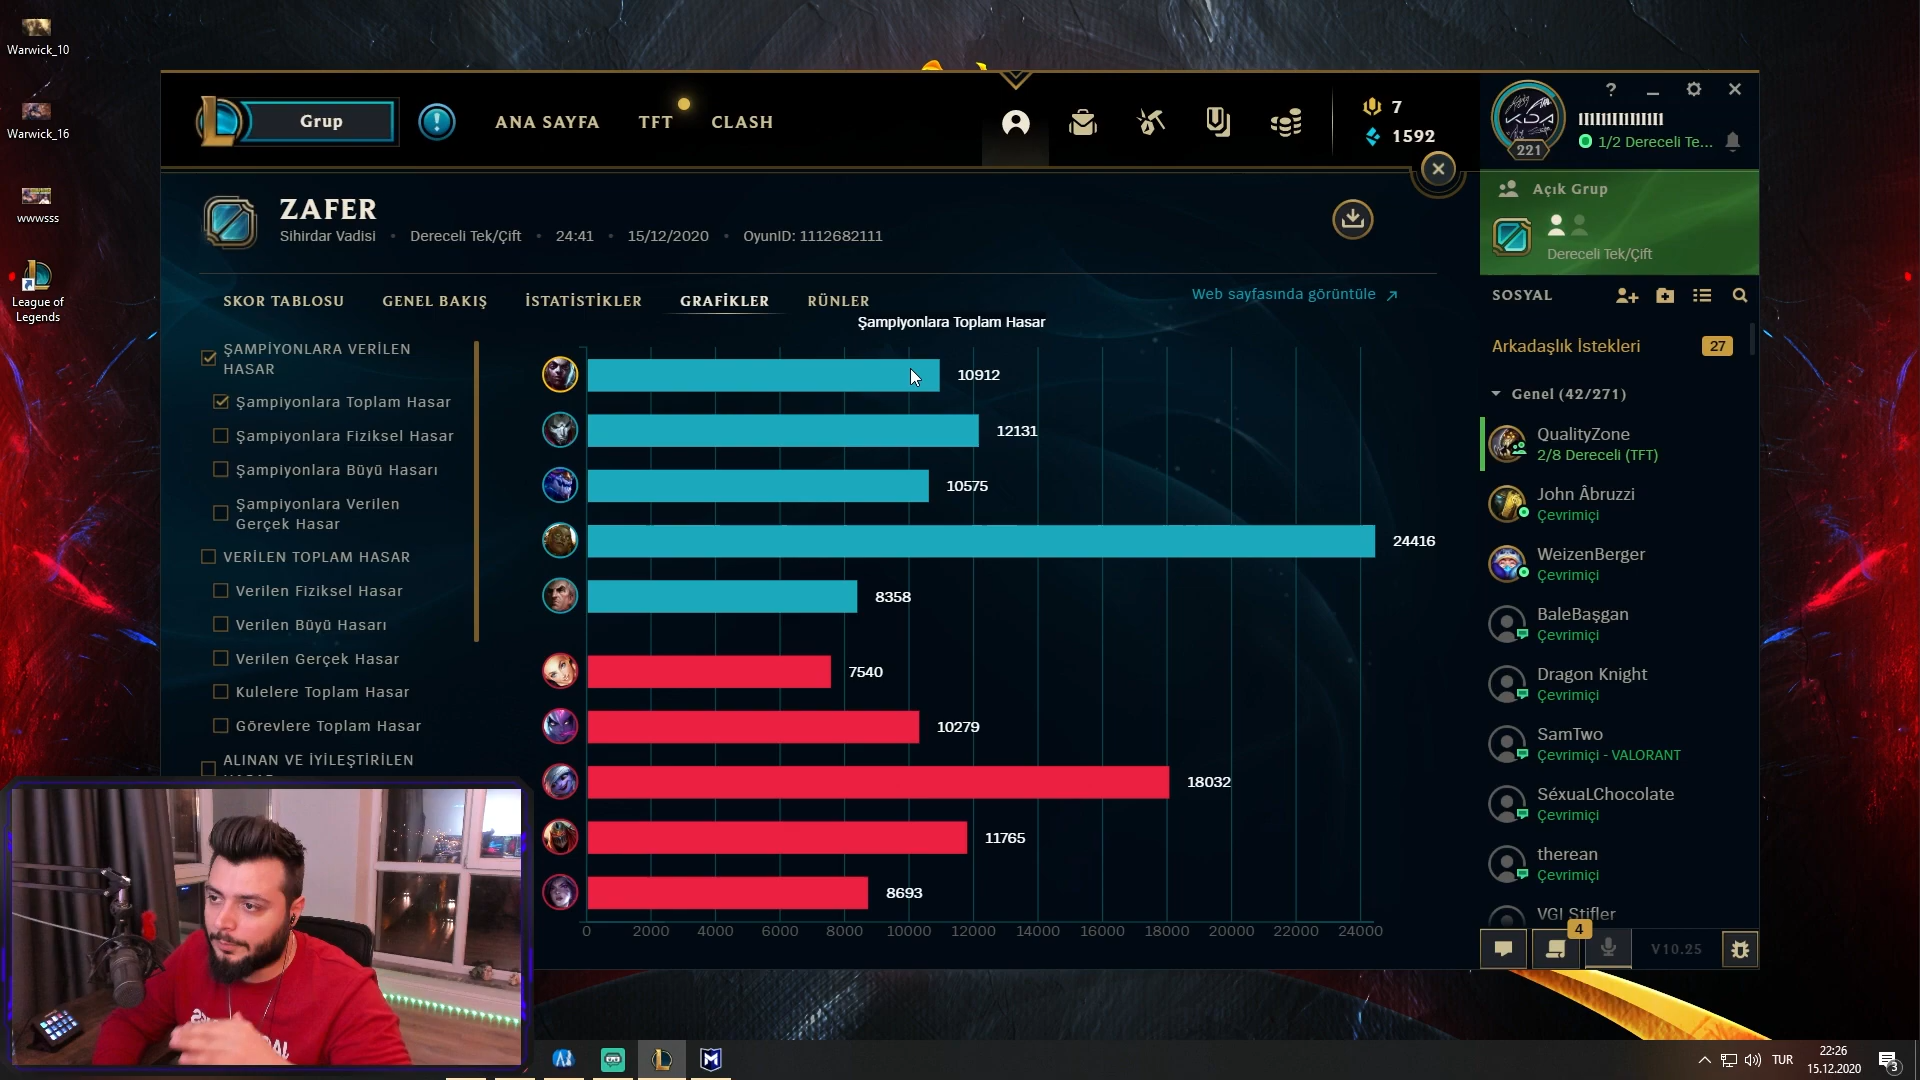 Warwick_10
Warwick_16
wwwsss
League of
Legends
Grup
ANA SAYFA
TFT
CLASH
7
1592
221
1/2 Dereceli Te...
ZAFER
Sihirdar Vadisi • Dereceli Tek/Çift • 24:41 • 15/12/2020 • OyunID: 1112682111
SKOR TABLOSU
GENEL BAKIŞ
İSTATİSTİKLER
GRAFİKLER
RÜNLER
Web sayfasında görüntüle
Şampiyonlara Toplam Hasar
ŞAMPİYONLARA VERİLEN
HASAR
Şampiyonlara Toplam Hasar
Şampiyonlara Fiziksel Hasar
Şampiyonlara Büyü Hasarı
Şampiyonlara Verilen
Gerçek Hasar
VERİLEN TOPLAM HASAR
Verilen Fiziksel Hasar
Verilen Büyü Hasarı
Verilen Gerçek Hasar
Kulelere Toplam Hasar
Görevlere Toplam Hasar
ALINAN VE İYİLEŞTİRİLEN
10912
12131
10575
24416
8358
7540
10279
18032
11765
8693
0 2000 4000 6000 8000 10000 12000 14000 16000 18000 20000 22000 24000
Açık Grup
Dereceli Tek/Çift
SOSYAL
Arkadaşlık İstekleri
27
Genel (42/271)
QualityZone
2/8 Dereceli (TFT)
John Âbruzzi
Çevrimiçi
WeizenBerger
Çevrimiçi
BaleBaşgan
Çevrimiçi
Dragon Knight
Çevrimiçi
SamTwo
Çevrimiçi - VALORANT
SéxuaLChocolate
Çevrimiçi
therean
Çevrimiçi
VGL Stifler
4
V10.25
TUR
22:26
15.12.2020
3